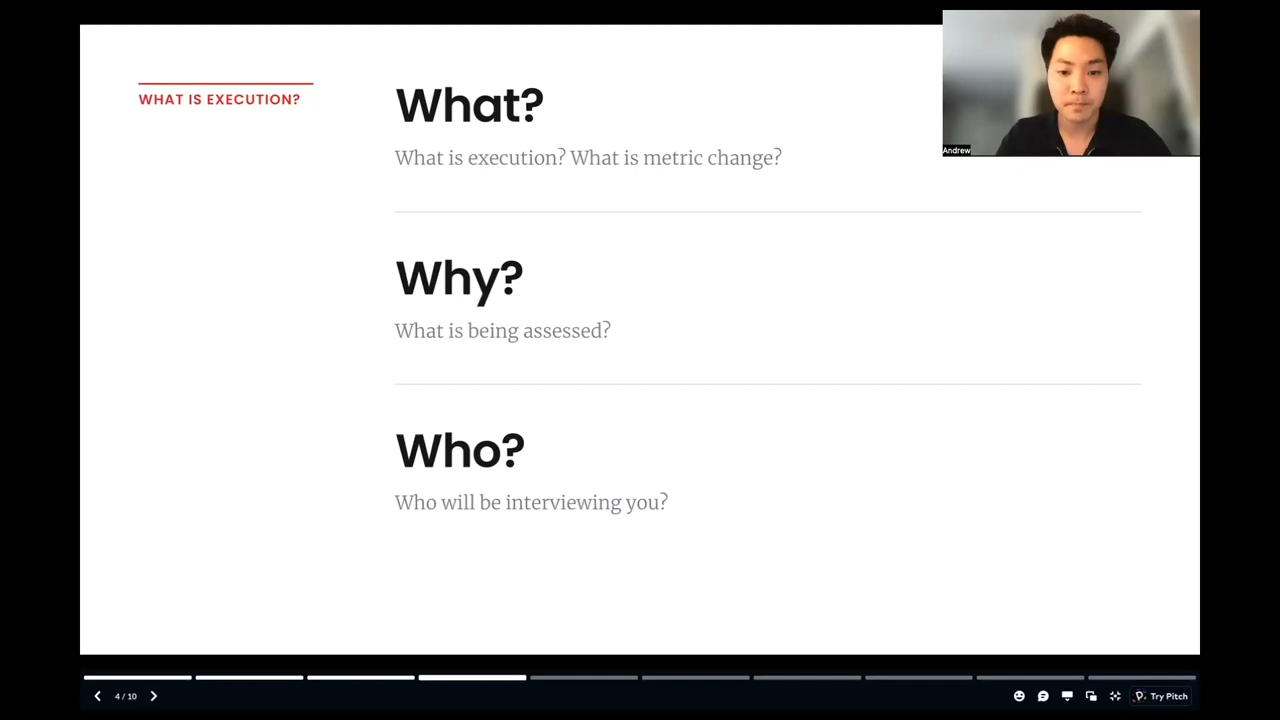 WHAT IS EXECUTION?
What?
What is execution? What is metric change?
Why?
What is being assessed?
Who?
Who will be interviewing you?
Andrew
4 / 10
Try Pitch